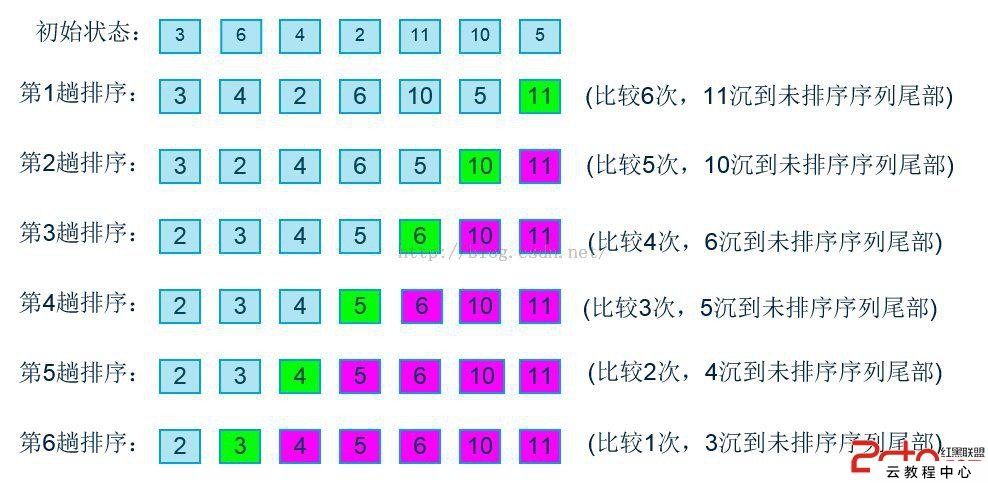 初始状态： 3 6 4 2 11 10 5
第1趟排序： 3 4 2 6 10 5 11 (比较6次，11沉到未排序序列尾部)
第2趟排序： 3 2 4 6 5 10 11 (比较5次，10沉到未排序序列尾部)
第3趟排序： 2 3 4 5 6 10 11 (比较4次，6沉到未排序序列尾部)
http://blog.csdn.net/
第4趟排序： 2 3 4 5 6 10 11 (比较3次，5沉到未排序序列尾部)
第5趟排序： 2 3 4 5 6 10 11 (比较2次，4沉到未排序序列尾部)
第6趟排序： 2 3 4 5 6 10 11 (比较1次，3沉到未排序序列尾部)
红黑联盟
云教程中心